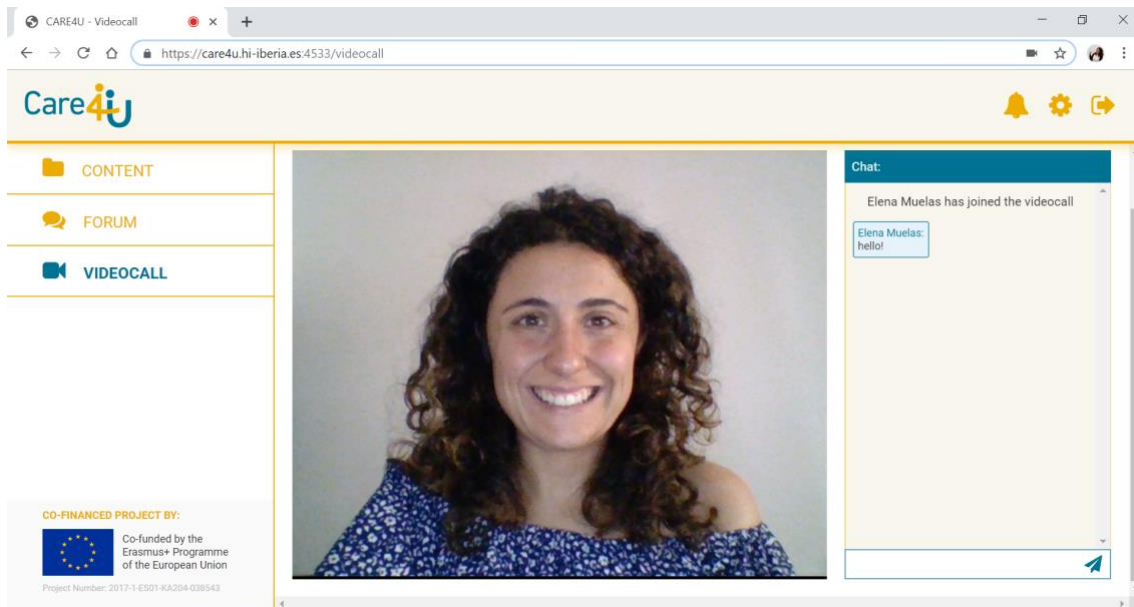 CARE4U - Videocall
https://care4u.hi-iberia.es:4533/videocall
Care4U
CONTENT
FORUM
VIDEOCALL
CO-FINANCED PROJECT BY:
Co-funded by the
Erasmus+ Programme
of the European Union
Project Number: 2017-1-ES01-KA204-038543
Chat:
Elena Muelas has joined the videocall
Elena Muelas:
hello!